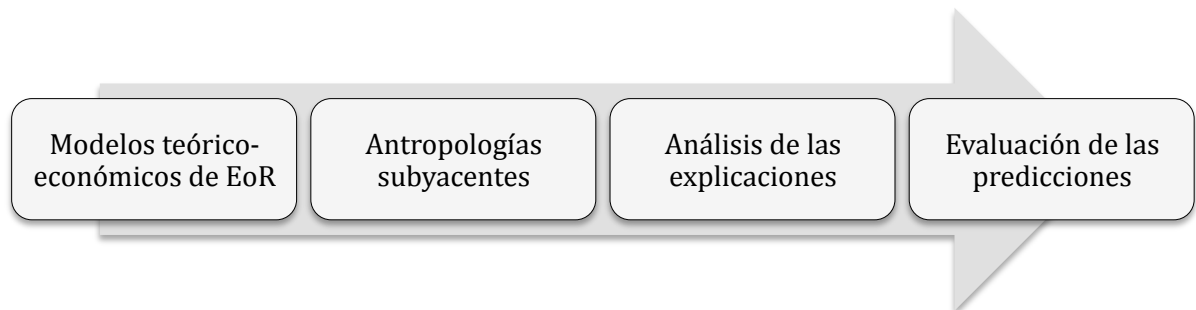 Modelos teórico-
económicos de EoR
Antropologías
subyacentes
Análisis de las
explicaciones
Evaluación de las
predicciones